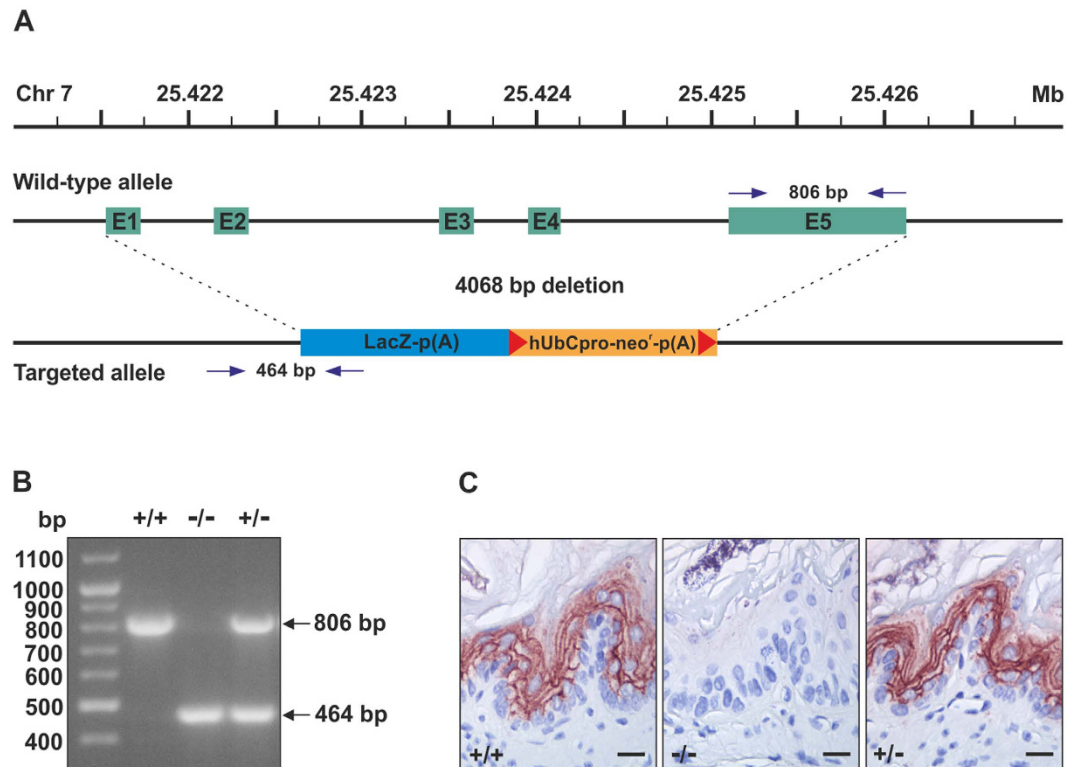 A
Chr 7 25.422 25.423 25.424 25.425 25.426 Mb
Wild-type allele
806 bp
E1 E2 E3 E4 E5
4068 bp deletion
LacZ-p(A) hUbCpro-neoʳ-p(A)
Targeted allele 464 bp
B
bp +/+ -/- +/-
1100
1000
900
800
700
600
500
400
806 bp
464 bp
C
+/+ -/- +/-